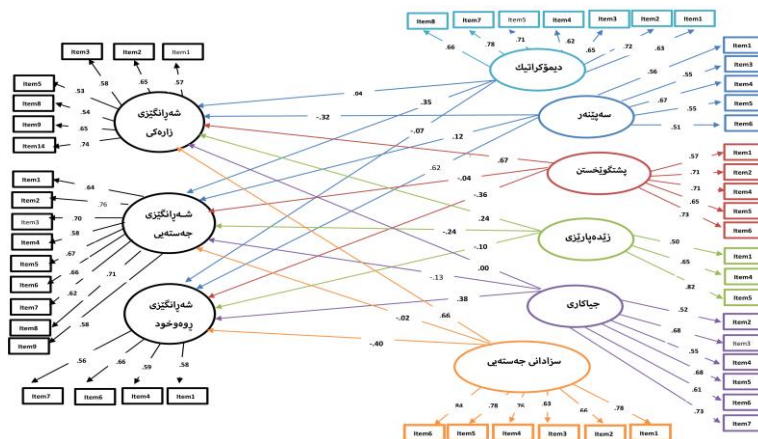 Item8 Item7 Item5 Item4 Item3 Item2 Item1
.66 .78 .71 .62 .65 .72 .63
دیمۆکراتیك
Item3 Item2 Item1
.58 .65 .57
Item5 .53
Item8 .54
Item9 .65
Item14 .74
شەڕانگێزی
زارەکی
.04
-.32
.35
-.07
.12
.62
سەپێنەر
.56 Item1
.55 Item3
.67 Item4
.55 Item5
.51 Item6
پشتگوێخستن
.67
-.04
-.36
.57 Item1
.71 Item2
.71 Item4
.65 Item5
.73 Item6
Item1 .64
Item2 .76
Item3 .70
Item4 .58
Item5 .67
Item6 .66
Item7 .62
Item8 .71
Item9 .58
شەڕانگێزی
جەستەیی
زێدەپارێزی
.24
-.24
-.10
.50 Item1
.65 Item4
.82 Item5
جیاکاری
.00
-.13
.38
.52 Item2
.68 Item3
.55 Item4
.68 Item5
.61 Item6
.73 Item7
شەڕانگێزی
ڕوەوخود
.56 .66 .59 .58
Item7 Item6 Item4 Item1
سزادانی جەستەیی
.66
-.02
-.40
.84 .78 .76 .63 .66 .78
Item6 Item5 Item4 Item3 Item2 Item1